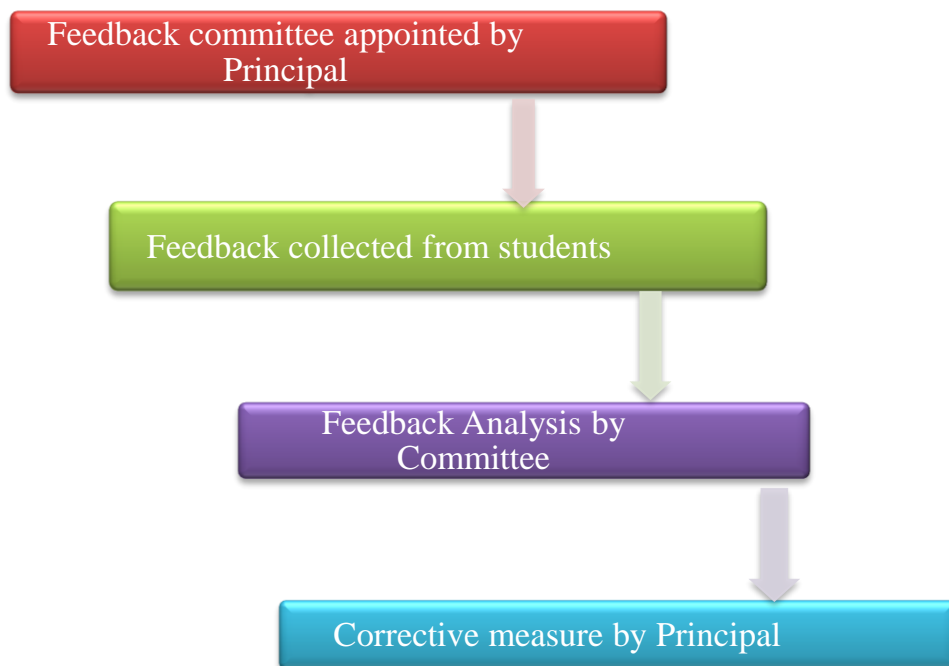 Feedback committee appointed by
Principal
Feedback collected from students
Feedback Analysis by
Committee
Corrective measure by Principal